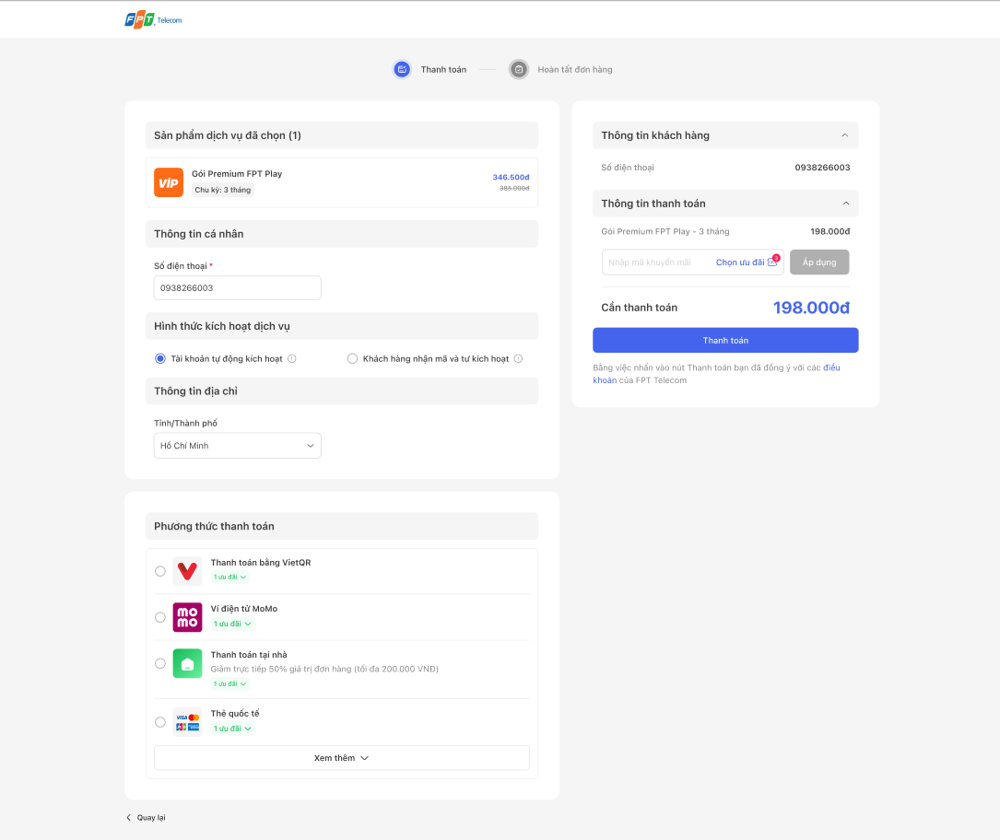 FPT Telecom
Thanh toán
Hoàn tất đơn hàng
Sản phẩm dịch vụ đã chọn (1)
VIP
Gói Premium FPT Play
Chu kỳ: 3 tháng
346.500đ
385.000đ
Thông tin cá nhân
Số điện thoại *
0938266003
Hình thức kích hoạt dịch vụ
Tài khoản tự động kích hoạt
Khách hàng nhận mã và tư kích hoạt
Thông tin địa chỉ
Tỉnh/Thành phố
Hồ Chí Minh
Phương thức thanh toán
Thanh toán bằng VietQR
1 ưu đãi
mo
mo
Ví điện tử MoMo
1 ưu đãi
Thanh toán tại nhà
Giảm trực tiếp 50% giá trị đơn hàng (tối đa 200.000 VNĐ)
1 ưu đãi
VISA
JCB
Thẻ quốc tế
1 ưu đãi
Xem thêm
Quay lại
Thông tin khách hàng
Số điện thoại
0938266003
Thông tin thanh toán
Gói Premium FPT Play - 3 tháng
198.000đ
Nhập mã khuyến mãi
Chọn ưu đãi
Áp dụng
Cần thanh toán
198.000đ
Thanh toán
Bằng việc nhấn vào nút Thanh toán bạn đã đồng ý với các điều
khoản của FPT Telecom